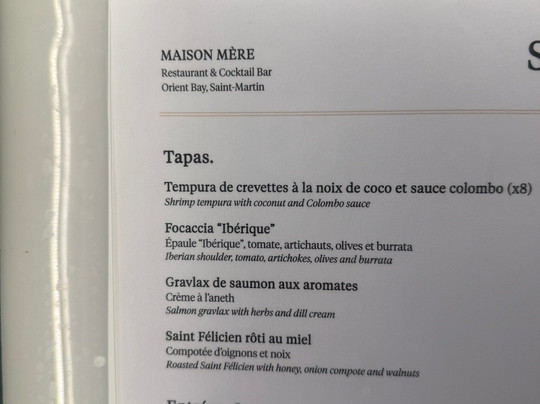 MAISON MÈRE
Restaurant & Cocktail Bar
Orient Bay, Saint-Martin
S
Tapas.
Tempura de crevettes à la noix de coco et sauce colombo (x8)
Shrimp tempura with coconut and Colombo sauce
Focaccia “Ibérique”
Épaule “Ibérique”, tomate, artichauts, olives et burrata
Iberian shoulder, tomato, artichokes, olives and burrata
Gravlax de saumon aux aromates
Crème à l'aneth
Salmon gravlax with herbs and dill cream
Saint Félicien rôti au miel
Compotée d'oignons et noix
Roasted Saint Félicien with honey, onion compote and walnuts